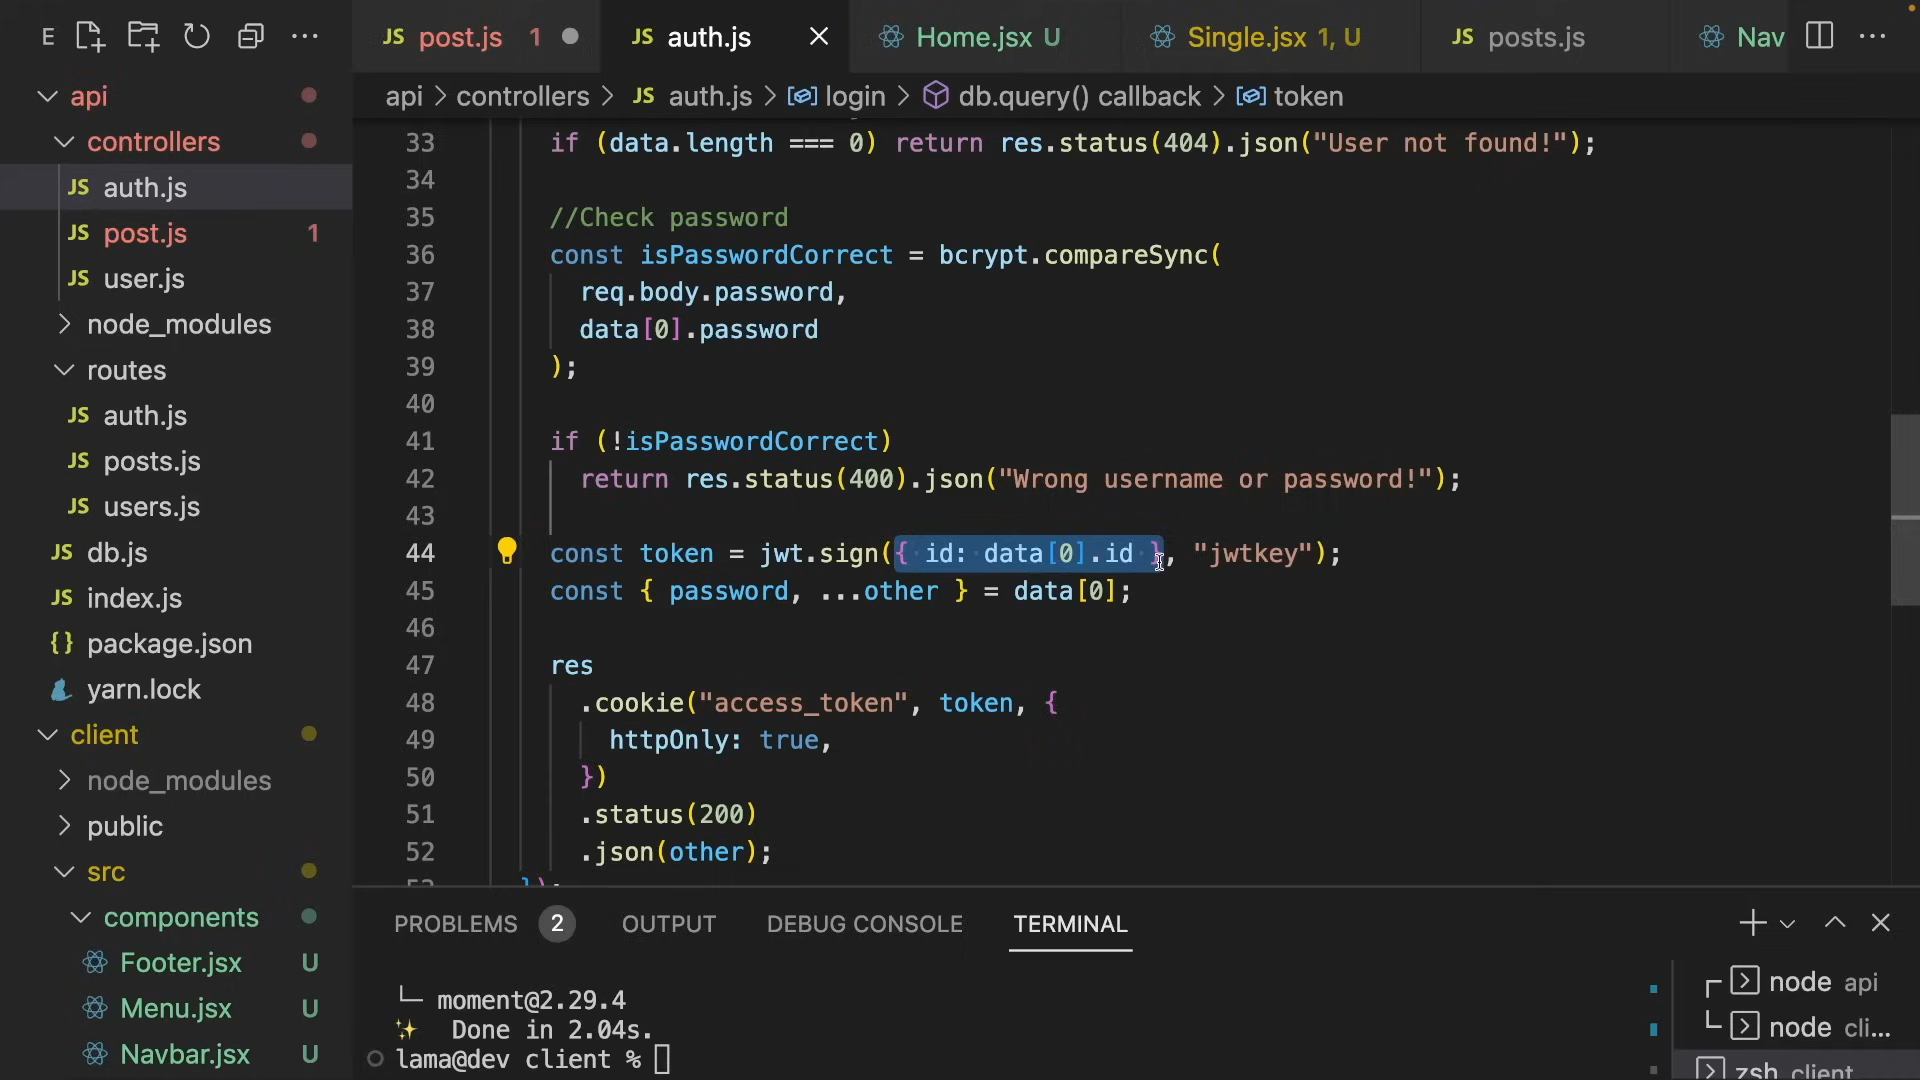 E
JS post.js 1
JS auth.js
Home.jsx U
Single.jsx 1, U
JS posts.js
Nav
api > controllers > JS auth.js > login > db.query() callback > token
api
controllers
JS auth.js
JS post.js 1
JS user.js
node_modules
routes
JS auth.js
JS posts.js
JS users.js
JS db.js
JS index.js
{} package.json
yarn.lock
client
node_modules
public
src
components
Footer.jsx U
Menu.jsx U
Navbar.jsx U
33 if (data.length === 0) return res.status(404).json("User not found!");
34
35 //Check password
36 const isPasswordCorrect = bcrypt.compareSync(
37 req.body.password,
38 data[0].password
39 );
40
41 if (!isPasswordCorrect)
42 return res.status(400).json("Wrong username or password!");
43
44 const token = jwt.sign({ id: data[0].id }, "jwtkey");
45 const { password, ...other } = data[0];
46
47 res
48 .cookie("access_token", token, {
49 httpOnly: true,
50 })
51 .status(200)
52 .json(other);
53 });
PROBLEMS 2 OUTPUT DEBUG CONSOLE TERMINAL
└─ moment@2.29.4
✨ Done in 2.04s.
lama@dev client %
node api
node cli...
zsh client